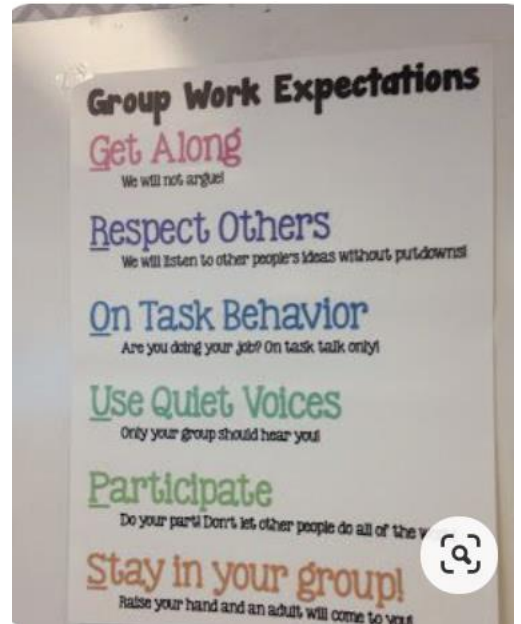 Group Work Expectations
Get Along
We will not argue!
Respect Others
We will listen to other people's ideas without putdowns!
On Task Behavior
Are you doing your job? On task talk only!
Use Quiet Voices
Only your group should hear you!
Participate
Do your part! Don't let other people do all of the
Stay in your group!
Raise your hand and an adult will come to you!